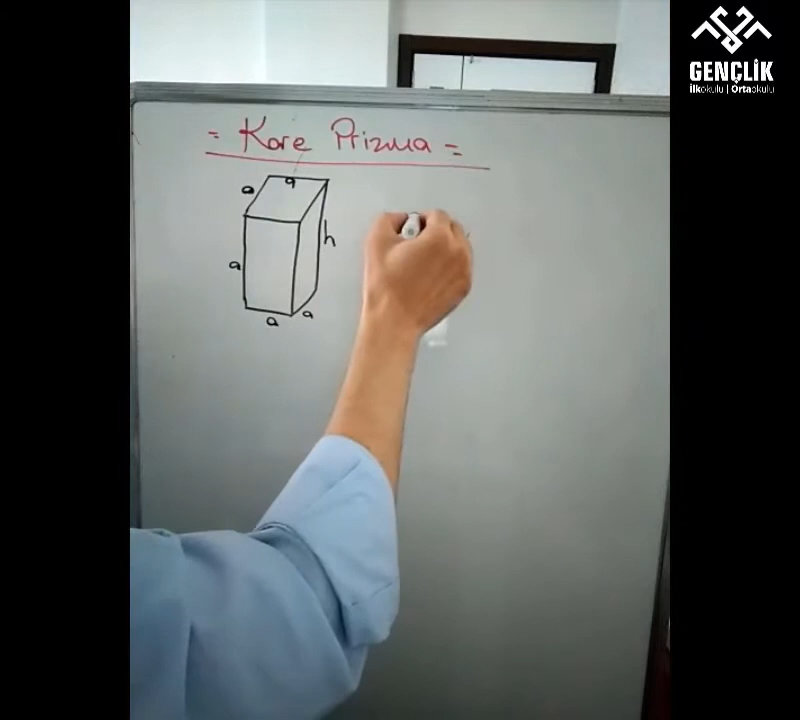 GENÇLİK
İlkokulu | Ortaokulu
= Kare Prizma =
a
a
h
a
a
a